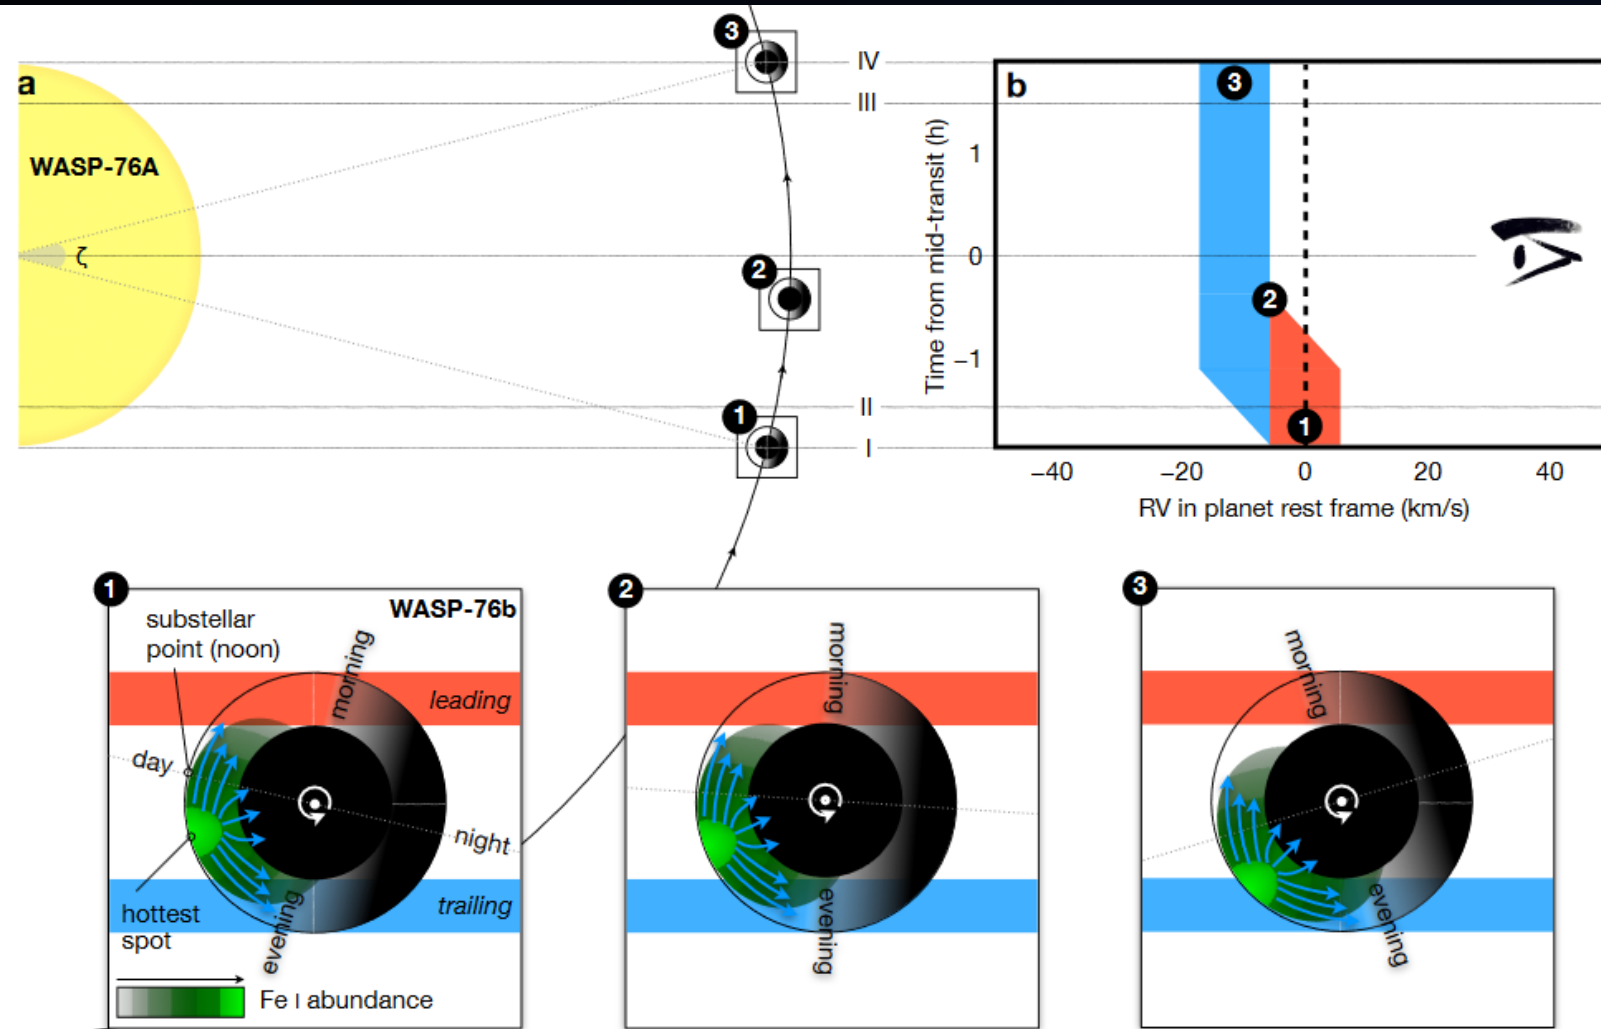 a
WASP-76A
ζ
3
2
1
IV
III
II
I
b
Time from mid-transit (h)
1
0
−1
3
2
1
−40
−20
0
20
40
RV in planet rest frame (km/s)
1
WASP-76b
substellar
point (noon)
morning
leading
day
night
trailing
hottest
spot
evening
Fe I abundance
2
morning
evening
3
morning
evening